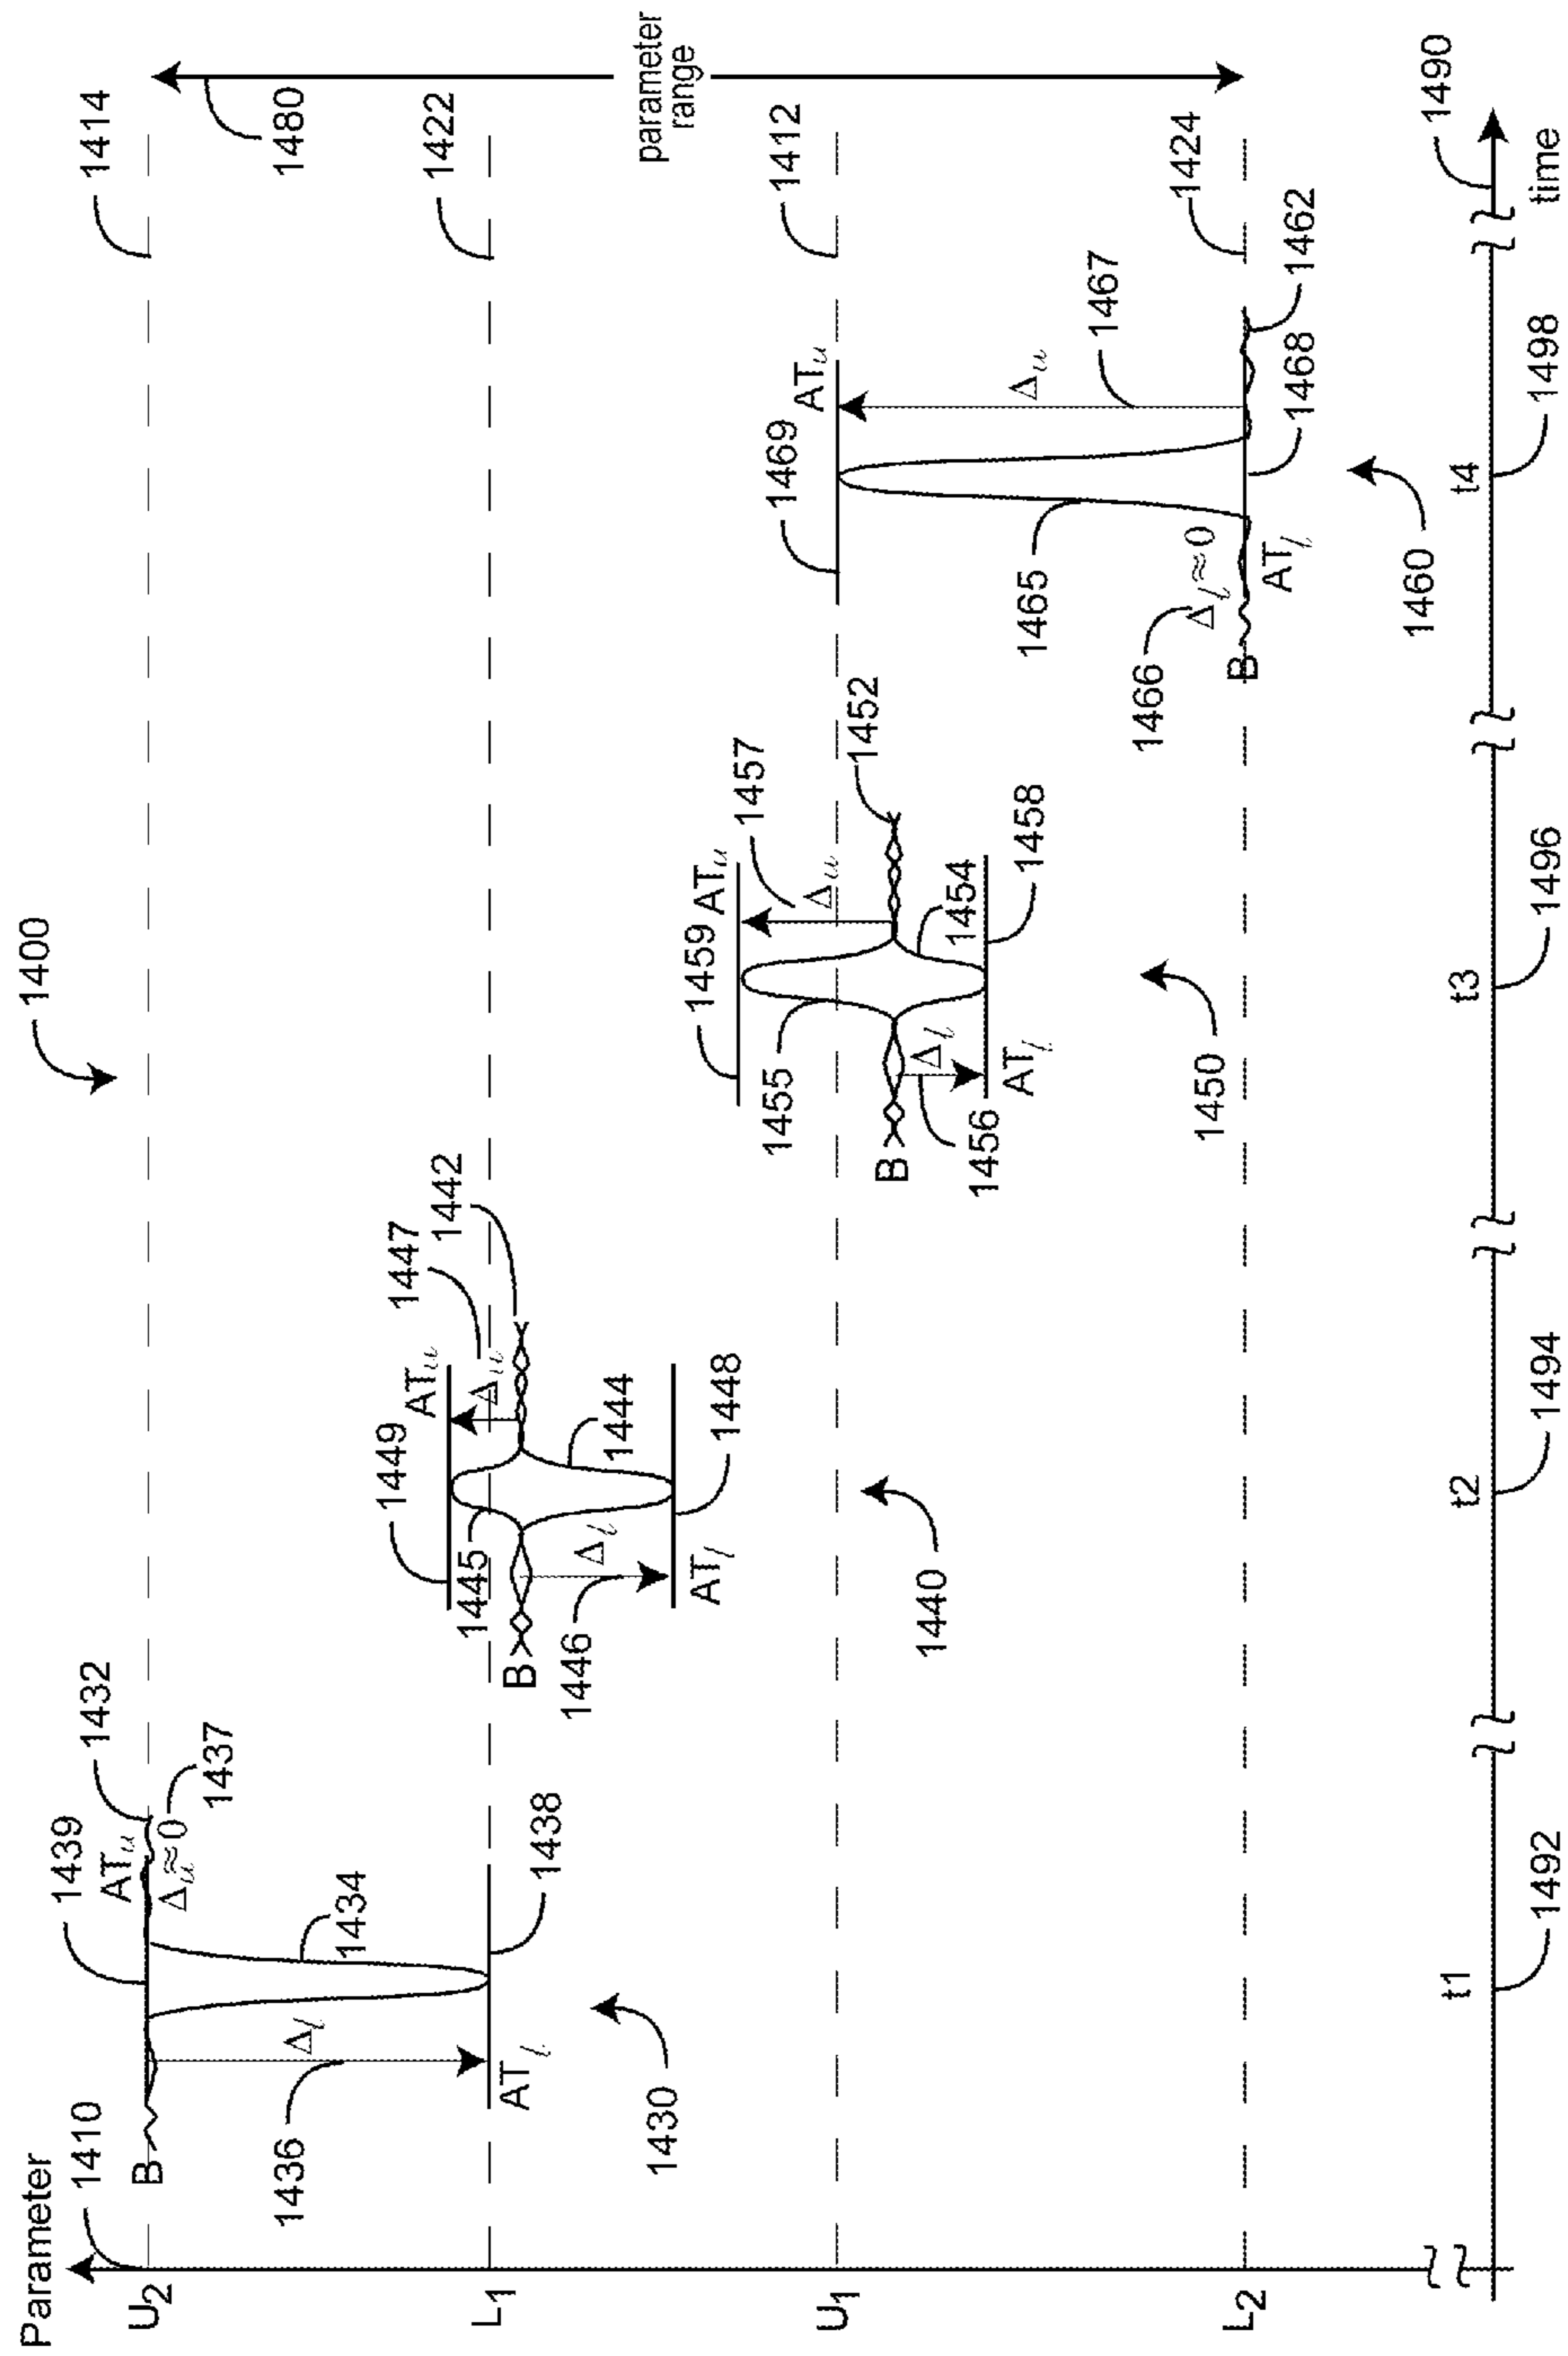 1400
Parameter
1410
U2
L1
U1
L2
1414
1422
1412
1424
1480
parameter
range
1490
time
B
1439
ATu
1432
Δu≈0
1437
1434
Δl
1436
1438
ATl
1430
t1
1492
1449
ATu
1447
1442
Δu
1445
B
1446
Δl
1444
1448
ATl
1440
t2
1494
1459
ATu
1457
Δu
1452
1455
B
1456
Δl
1454
1458
ATl
1450
t3
1496
1469
ATu
Δu
1467
1465
1466
Δl≈0
B
ATl
1468
1462
1460
t4
1498